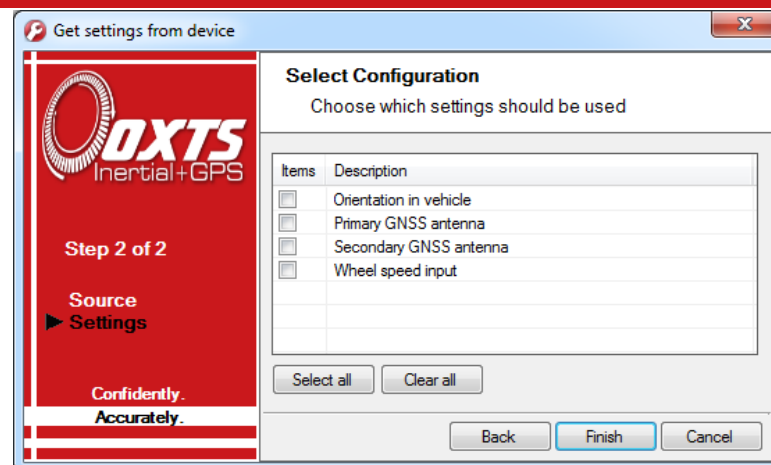 Get settings from device
OXTS
Inertial+GPS
Step 2 of 2
Source
Settings
Confidently.
Accurately.
Select Configuration
Choose which settings should be used
Items Description
Orientation in vehicle
Primary GNSS antenna
Secondary GNSS antenna
Wheel speed input
Select all Clear all
Back Finish Cancel